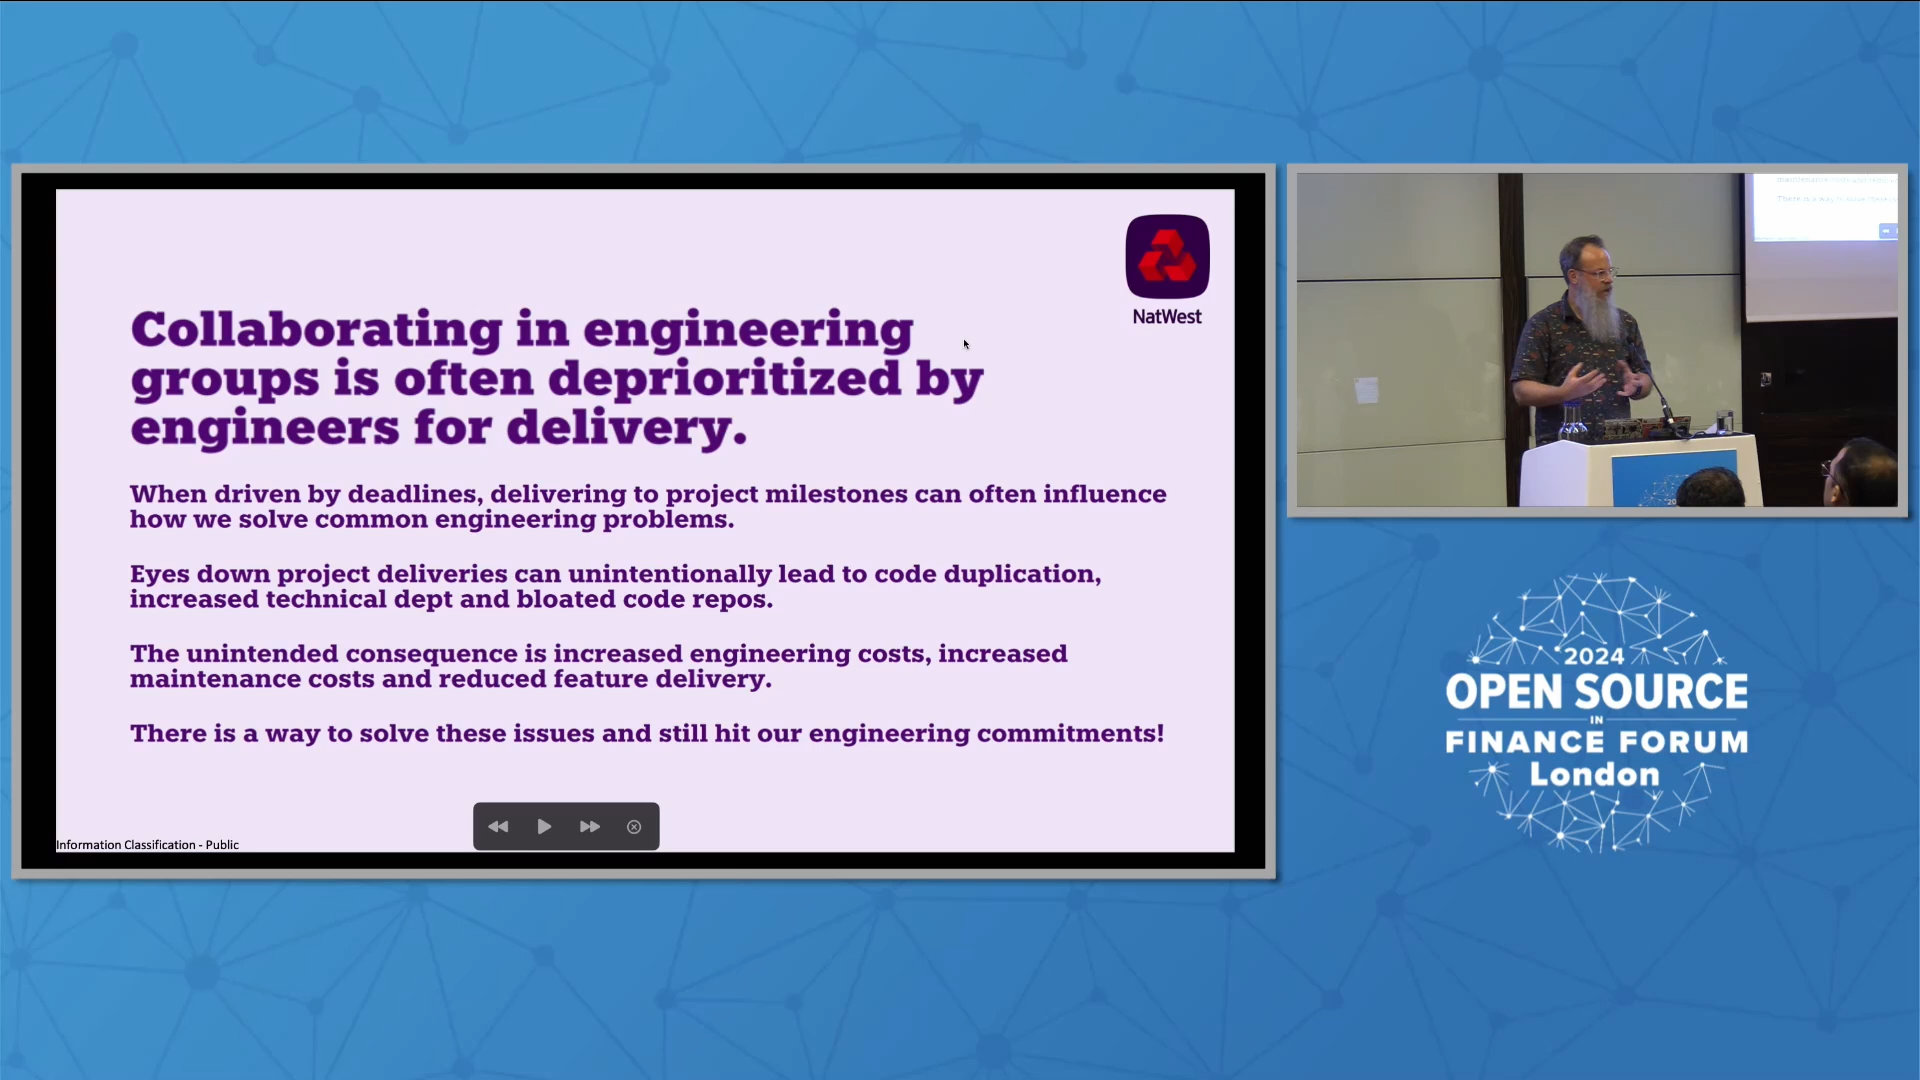 Collaborating in engineering
groups is often deprioritized by
engineers for delivery.
When driven by deadlines, delivering to project milestones can often influence
how we solve common engineering problems.
Eyes down project deliveries can unintentionally lead to code duplication,
increased technical dept and bloated code repos.
The unintended consequence is increased engineering costs, increased
maintenance costs and reduced feature delivery.
There is a way to solve these issues and still hit our engineering commitments!
NatWest
Information Classification - Public
2024
OPEN SOURCE
IN
FINANCE FORUM
London